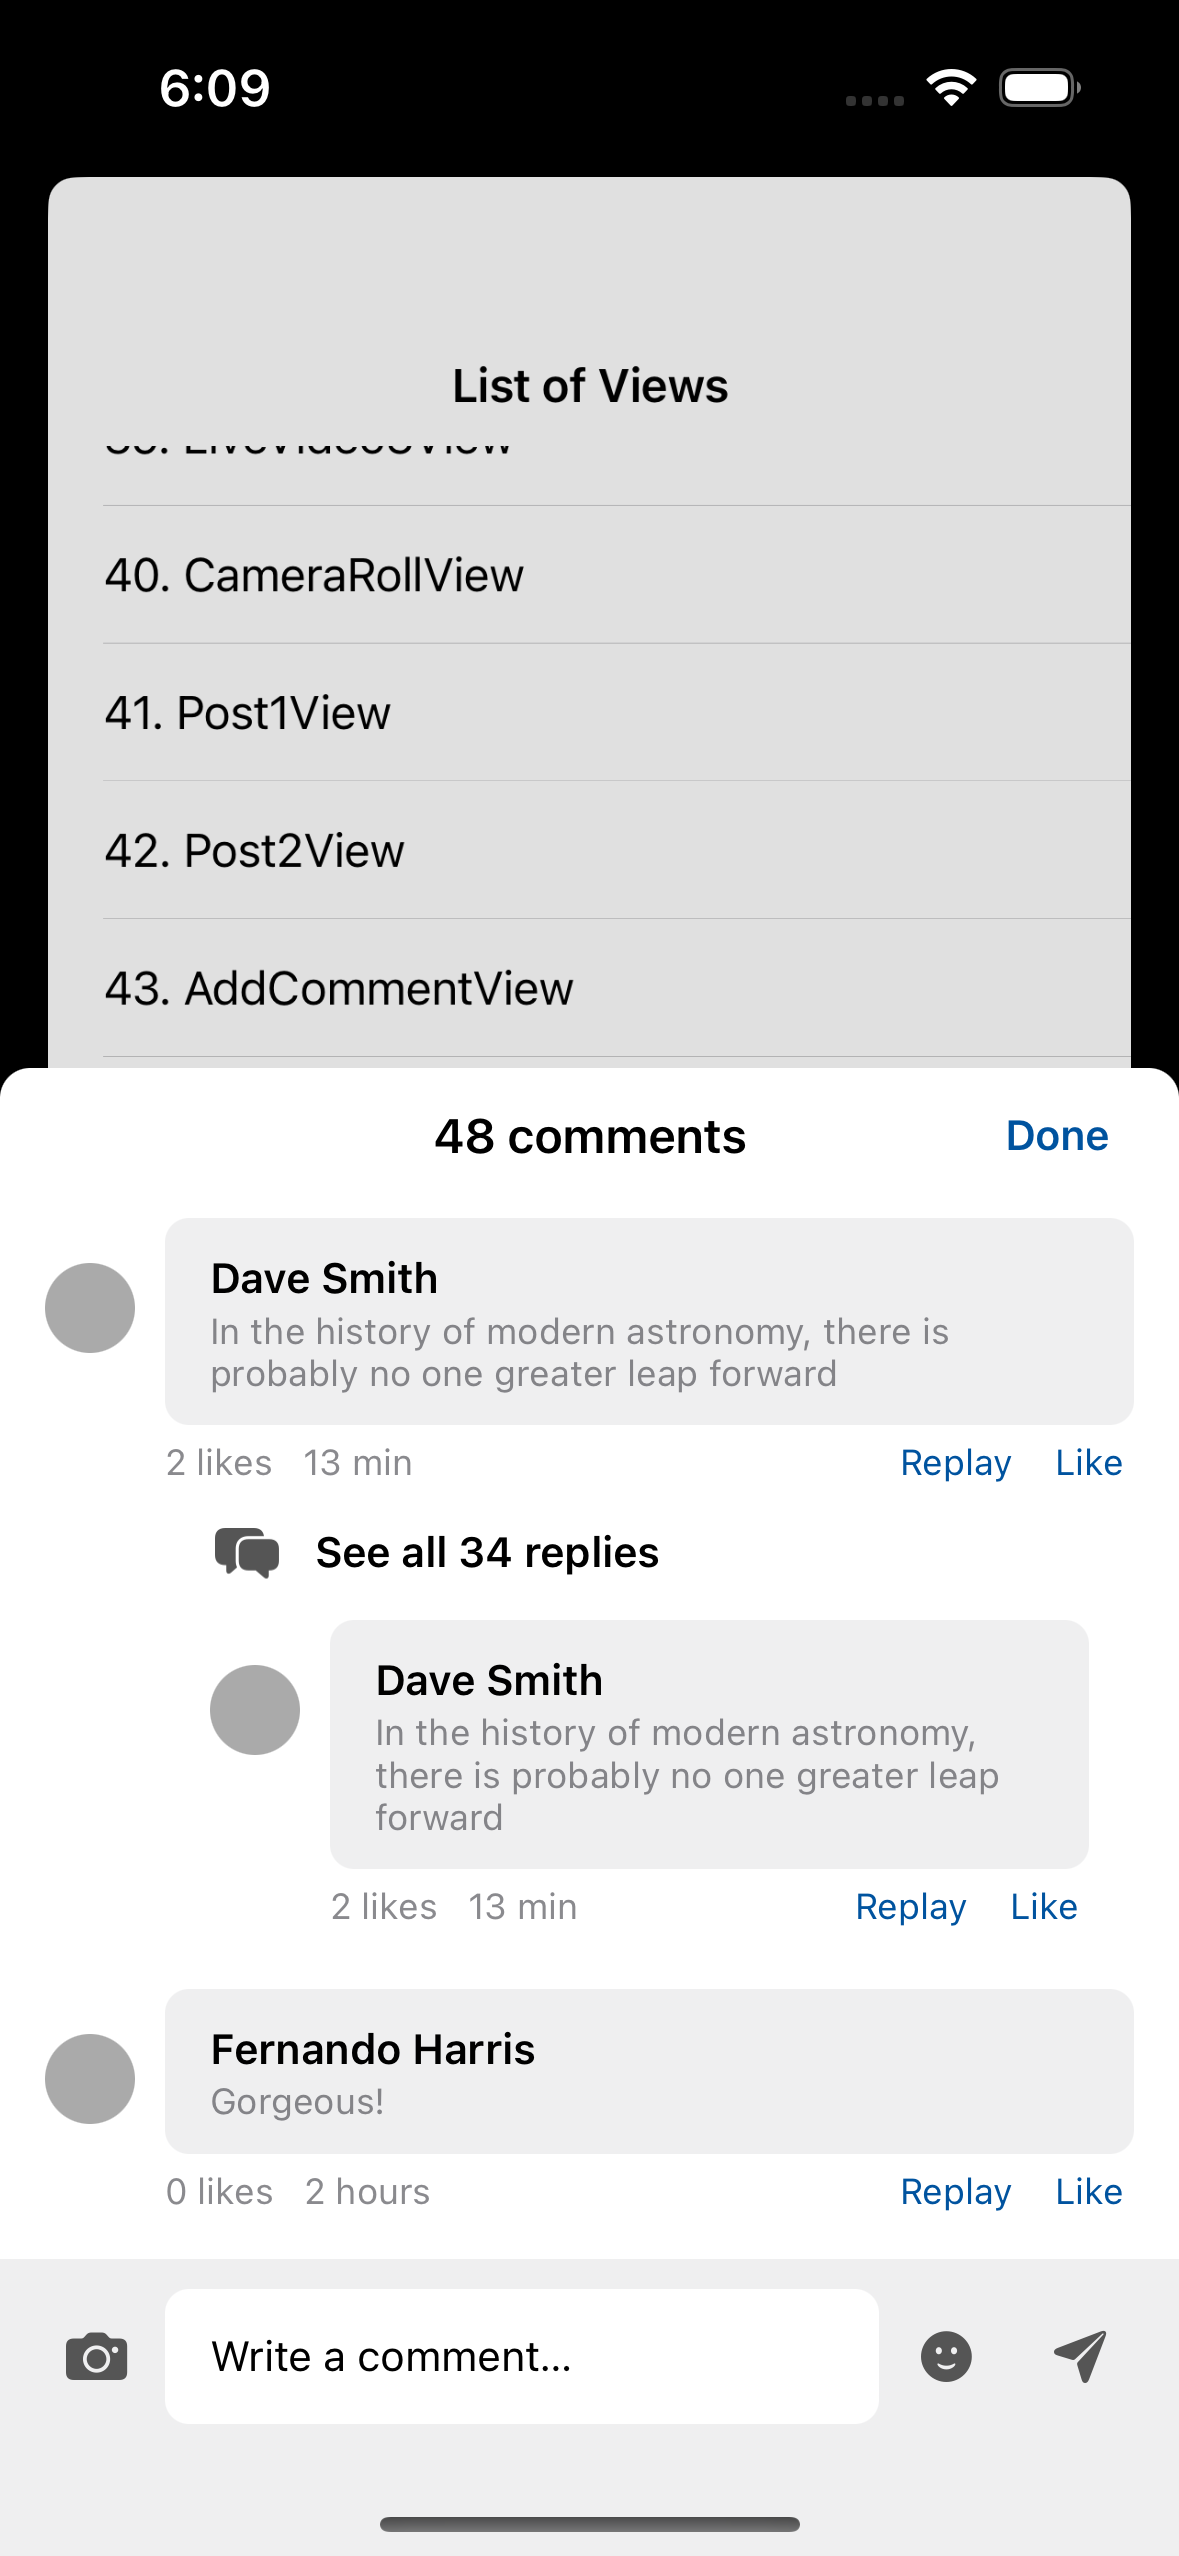 6:09
List of Views
40. CameraRollView
41. Post1View
42. Post2View
43. AddCommentView
48 comments
Done
Dave Smith
In the history of modern astronomy, there is
probably no one greater leap forward
2 likes 13 min Replay Like
See all 34 replies
Dave Smith
In the history of modern astronomy,
there is probably no one greater leap
forward
2 likes 13 min Replay Like
Fernando Harris
Gorgeous!
0 likes 2 hours Replay Like
Write a comment...